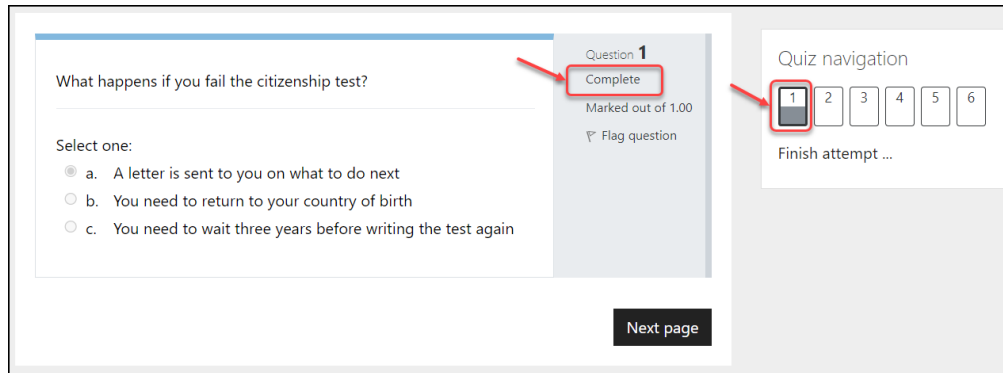 What happens if you fail the citizenship test?
Select one:
a. A letter is sent to you on what to do next
b. You need to return to your country of birth
c. You need to wait three years before writing the test again
Question 1
Complete
Marked out of 1.00
Flag question
Next page
Quiz navigation
1 2 3 4 5 6
Finish attempt ...